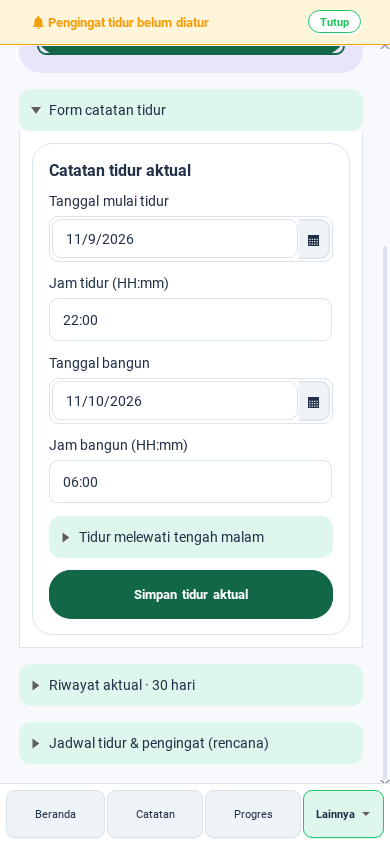 Pengingat tidur belum diatur
Tutup
Form catatan tidur
Catatan tidur aktual
Tanggal mulai tidur
11/9/2026
Jam tidur (HH:mm)
22:00
Tanggal bangun
11/10/2026
Jam bangun (HH:mm)
06:00
Tidur melewati tengah malam
Simpan tidur aktual
Riwayat aktual · 30 hari
Jadwal tidur & pengingat (rencana)
Beranda
Catatan
Progres
Lainnya